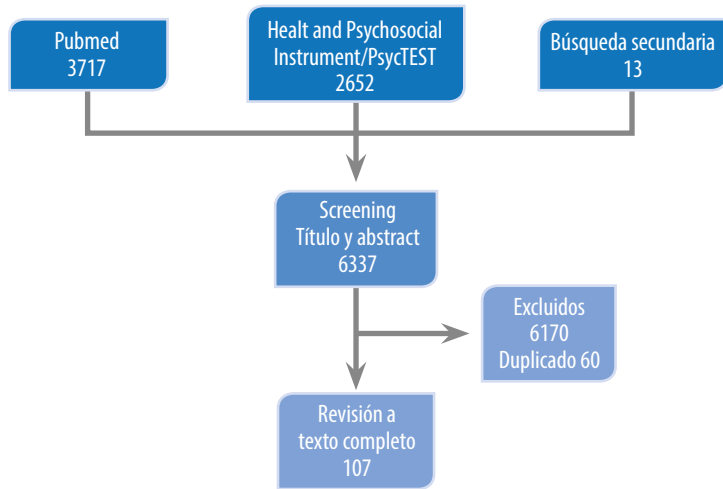 Pubmed
3717
Healt and Psychosocial
Instrument/PsycTEST
2652
Búsqueda secundaria
13
Screening
Título y abstract
6337
Excluidos
6170
Duplicado 60
Revisión a
texto completo
107